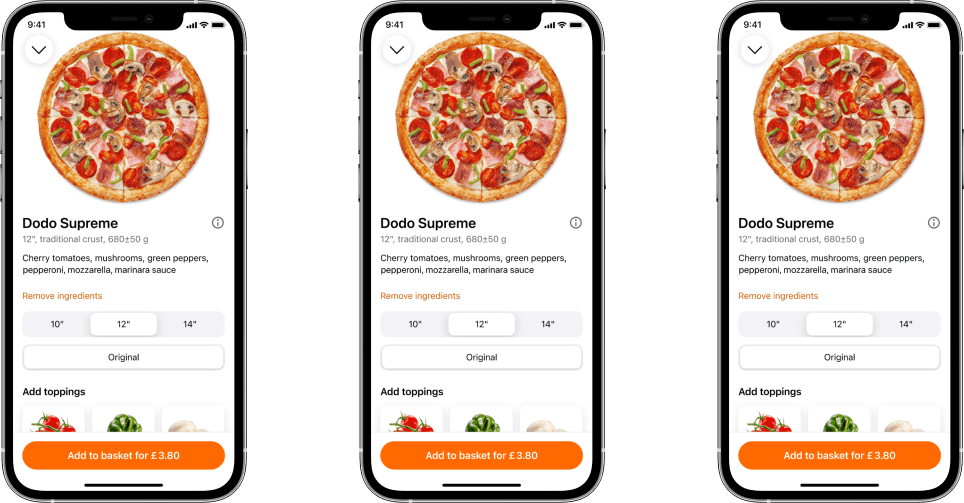 9:41
Dodo Supreme
12", traditional crust, 680±50 g
Cherry tomatoes, mushrooms, green peppers,
pepperoni, mozzarella, marinara sauce
Remove ingredients
10" 12" 14"
Original
Add toppings
Add to basket for £3.80
9:41
Dodo Supreme
12", traditional crust, 680±50 g
Cherry tomatoes, mushrooms, green peppers,
pepperoni, mozzarella, marinara sauce
Remove ingredients
10" 12" 14"
Original
Add toppings
Add to basket for £3.80
9:41
Dodo Supreme
12", traditional crust, 680±50 g
Cherry tomatoes, mushrooms, green peppers,
pepperoni, mozzarella, marinara sauce
Remove ingredients
10" 12" 14"
Original
Add toppings
Add to basket for £3.80